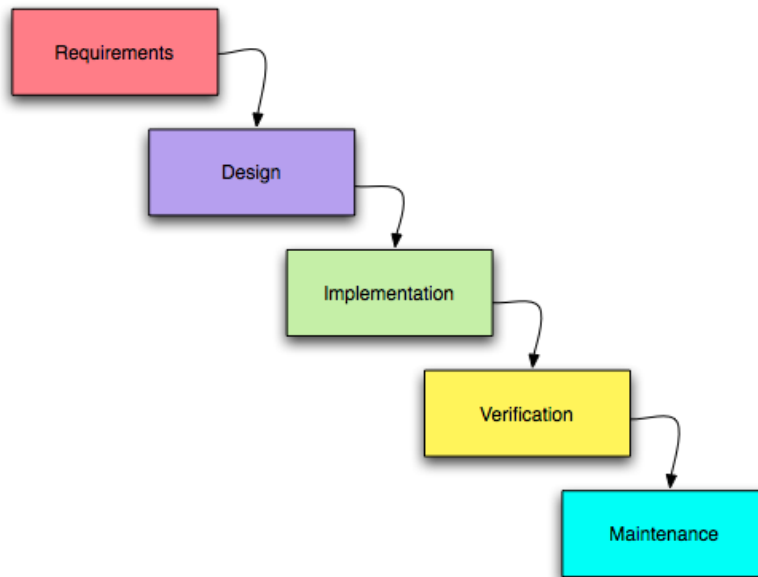 Requirements
Design
Implementation
Verification
Maintenance